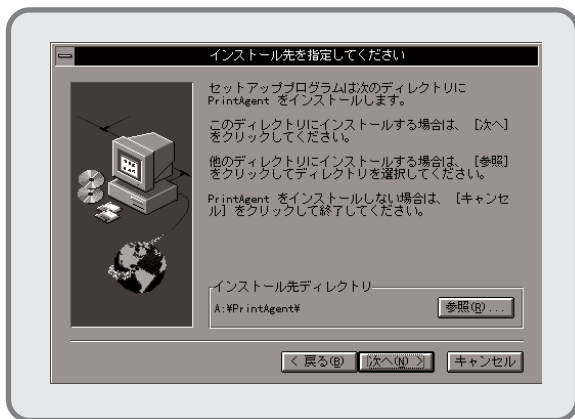 インストール先を指定してください
セットアッププログラムは次のディレクトリに
PrintAgent をインストールします。
このディレクトリにインストールする場合は、［次へ］
をクリックしてください。
他のディレクトリにインストールする場合は、［参照］
をクリックしてディレクトリを選択してください。
PrintAgent をインストールしない場合は、［キャンセ
ル］をクリックして終了してください。
インストール先ディレクトリ
A:¥PrintAgent¥
参照(R)...
< 戻る(B)
次へ(N) >
キャンセル